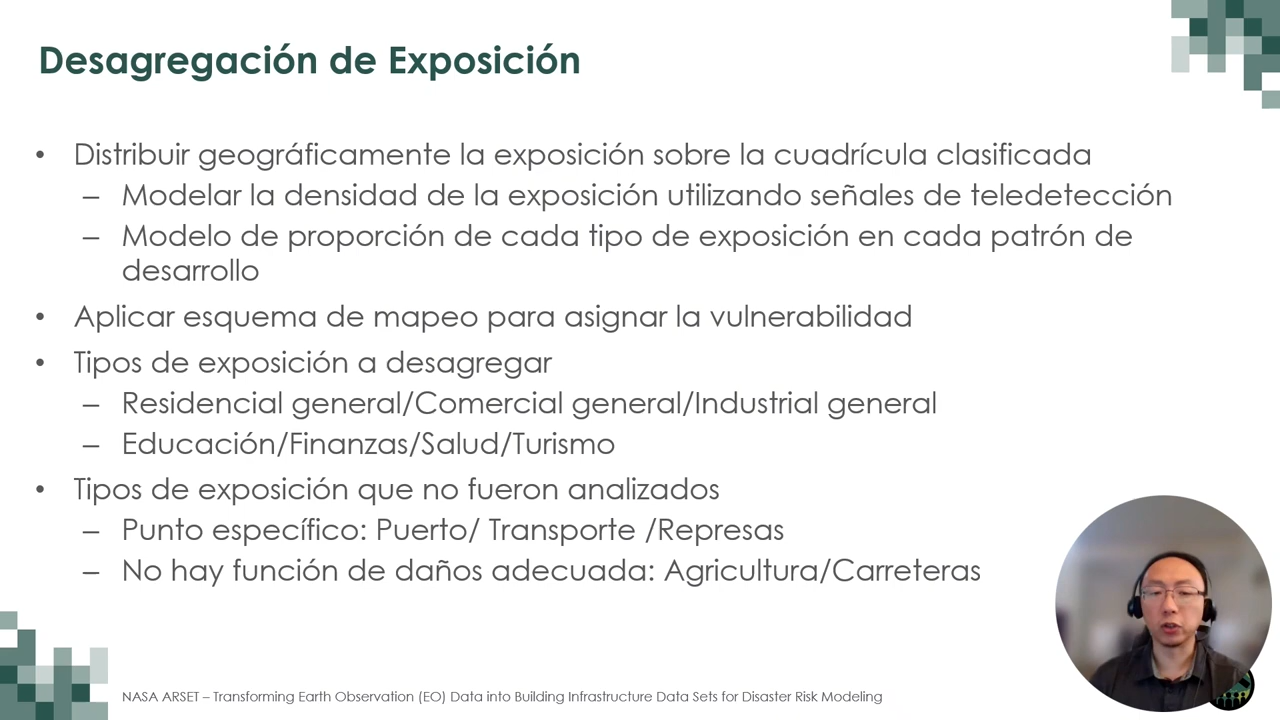 Desagregación de Exposición
• Distribuir geográficamente la exposición sobre la cuadrícula clasificada
– Modelar la densidad de la exposición utilizando señales de teledetección
– Modelo de proporción de cada tipo de exposición en cada patrón de
desarrollo
• Aplicar esquema de mapeo para asignar la vulnerabilidad
• Tipos de exposición a desagregar
– Residencial general/Comercial general/Industrial general
– Educación/Finanzas/Salud/Turismo
• Tipos de exposición que no fueron analizados
– Punto específico: Puerto/ Transporte /Represas
– No hay función de daños adecuada: Agricultura/Carreteras
NASA ARSET – Transforming Earth Observation (EO) Data into Building Infrastructure Data Sets for Disaster Risk Modeling